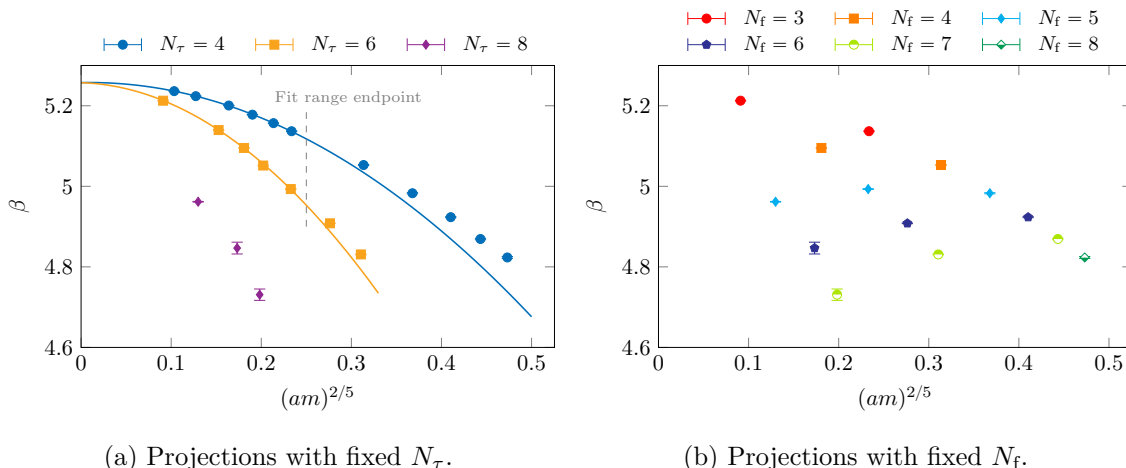 N_τ = 4 N_τ = 6 N_τ = 8
Fit range endpoint
5.2
5
4.8
4.6
β
0 0.1 0.2 0.3 0.4 0.5
(am)^{2/5}
(a) Projections with fixed N_τ.
N_f = 3 N_f = 4 N_f = 5
N_f = 6 N_f = 7 N_f = 8
5.2
5
4.8
4.6
β
0 0.1 0.2 0.3 0.4 0.5
(am)^{2/5}
(b) Projections with fixed N_f.